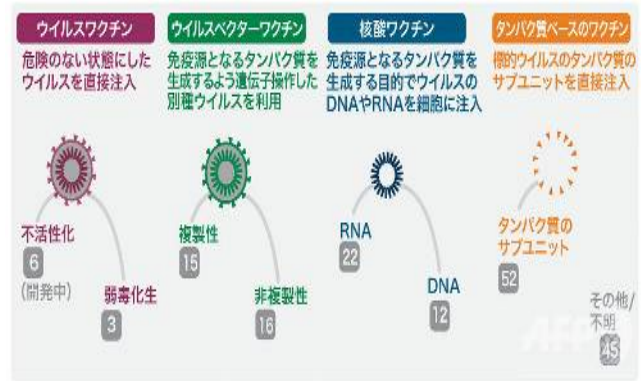 ウイルスワクチン
危険のない状態にした
ウイルスを直接注入
不活性化
6
(開発中)
弱毒化生
3
ウイルスベクターワクチン
免疫源となるタンパク質を
生成するよう遺伝子操作した
別種ウイルスを利用
複製性
15
非複製性
16
核酸ワクチン
免疫源となるタンパク質を
生成する目的でウイルスの
DNAやRNAを細胞に注入
RNA
22
DNA
12
タンパク質ベースのワクチン
標的ウイルスのタンパク質の
サブユニットを直接注入
タンパク質の
サブユニット
52
その他/
不明
45
AFP